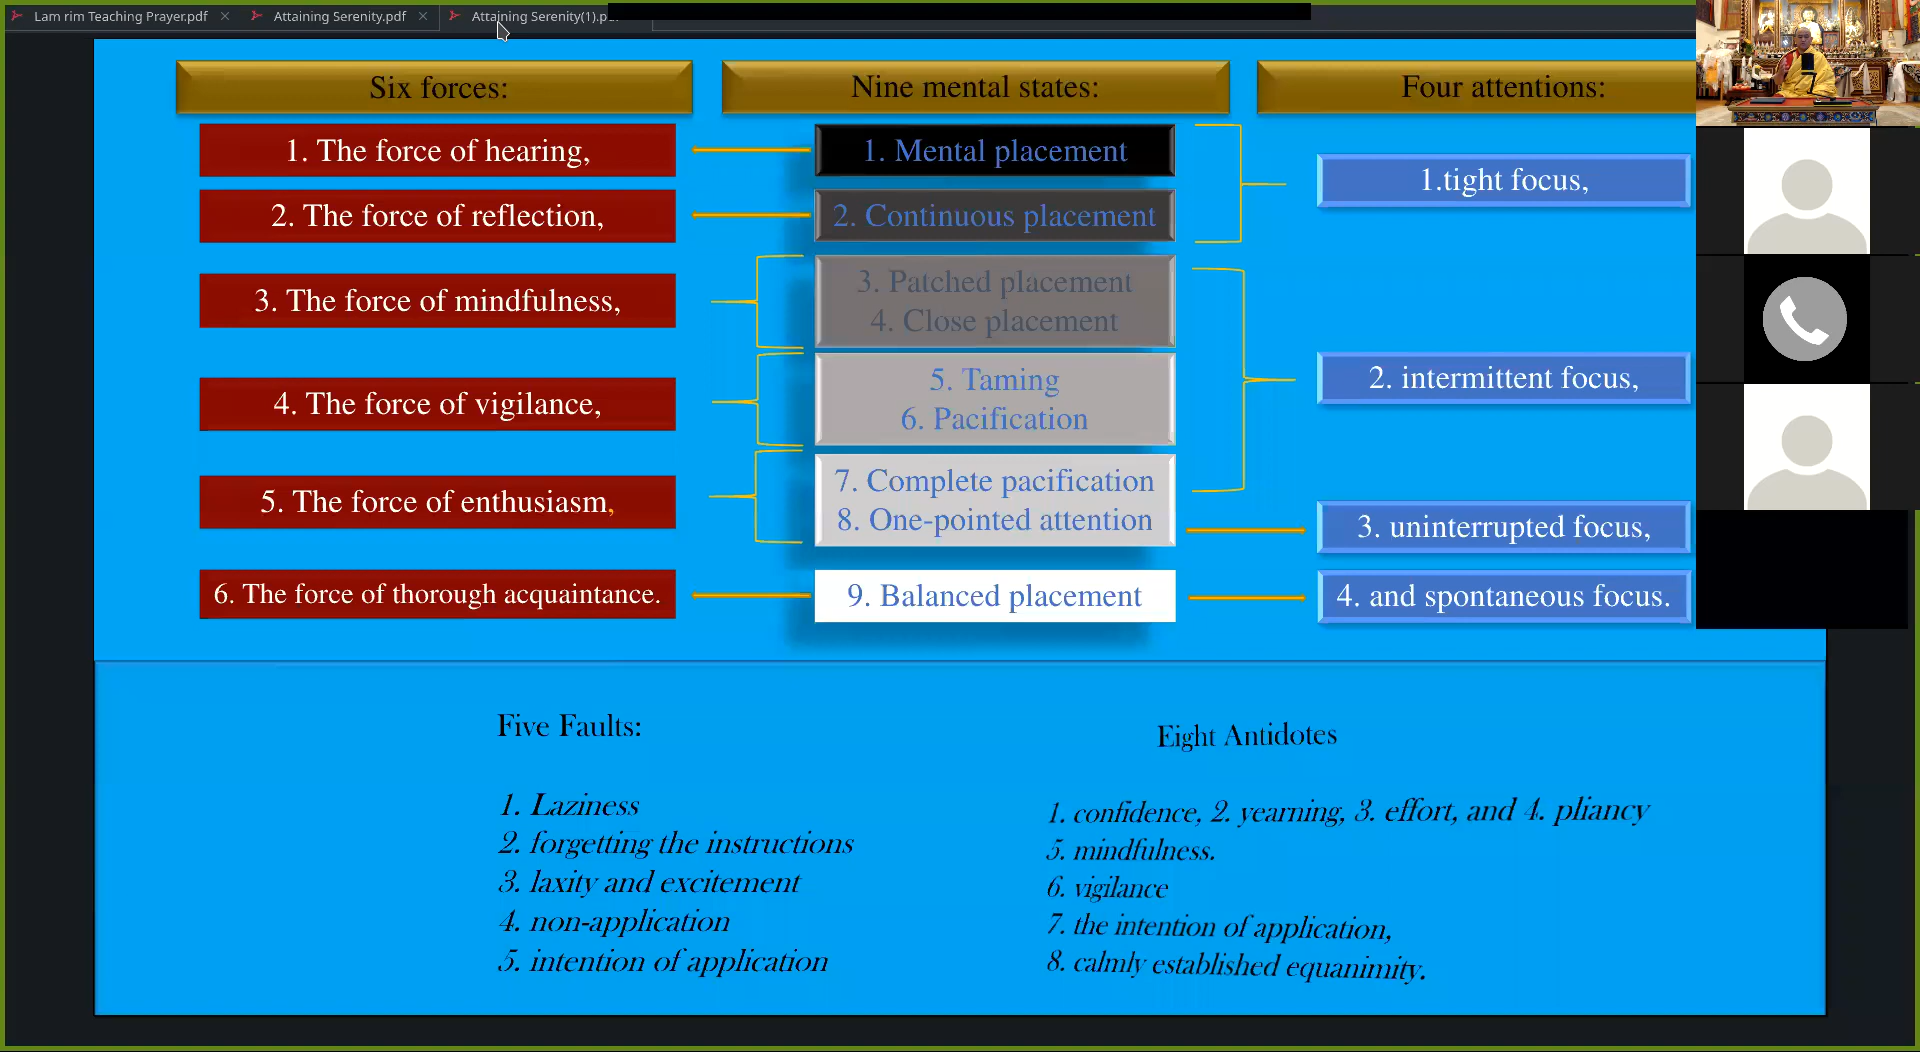 Lam rim Teaching Prayer.pdf
Attaining Serenity.pdf
Attaining Serenity(1).p
Six forces:
Nine mental states:
Four attentions:
1. The force of hearing,
2. The force of reflection,
3. The force of mindfulness,
4. The force of vigilance,
5. The force of enthusiasm,
6. The force of thorough acquaintance.
1. Mental placement
2. Continuous placement
3. Patched placement
4. Close placement
5. Taming
6. Pacification
7. Complete pacification
8. One-pointed attention
9. Balanced placement
1.tight focus,
2. intermittent focus,
3. uninterrupted focus,
4. and spontaneous focus.
Five Faults:
1. Laziness
2. forgetting the instructions
3. laxity and excitement
4. non-application
5. intention of application
Eight Antidotes
1. confidence, 2. yearning, 3. effort, and 4. pliancy
5. mindfulness.
6. vigilance
7. the intention of application,
8. calmly established equanimity.